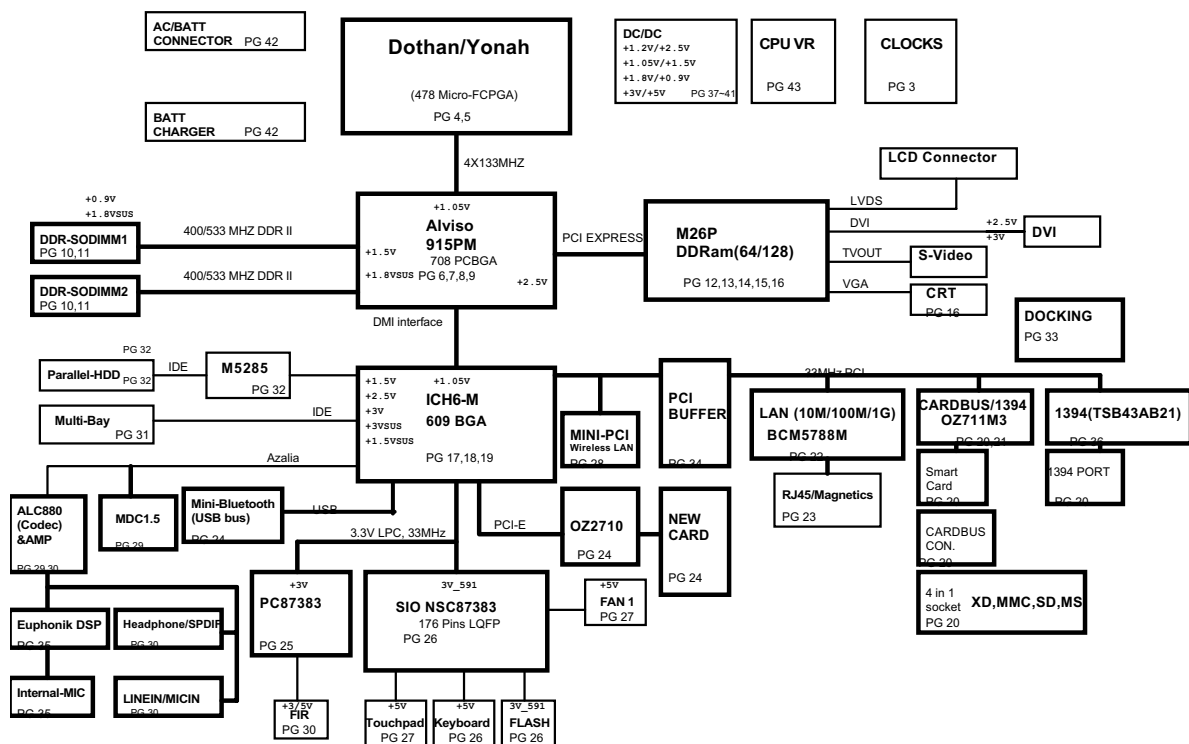 AC/BATT
CONNECTOR PG 42
BATT
CHARGER PG 42
Dothan/Yonah
(478 Micro-FCPGA)
PG 4,5
DC/DC
+1.2V/+2.5V
+1.05V/+1.5V
+1.8V/+0.9V
+3V/+5V PG 37~41
CPU VR
PG 43
CLOCKS
PG 3
4X133MHZ
+0.9V
+1.8VSUS
DDR-SODIMM1
PG 10,11
400/533 MHZ DDR II
DDR-SODIMM2
PG 10,11
400/533 MHZ DDR II
+1.05V
Alviso
915PM
708 PCBGA
PG 6,7,8,9
+1.5V
+1.8VSUS
+2.5V
PCI EXPRESS
M26P
DDRam(64/128)
PG 12,13,14,15,16
LCD Connector
LVDS
DVI
+2.5V
+3V
DVI
TVOUT
S-Video
VGA
CRT
PG 16
DOCKING
PG 33
DMI interface
PG 32
Parallel-HDD PG 32
IDE
M5285
PG 32
Multi-Bay
PG 31
IDE
+1.5V
+2.5V
+3V
+3VSUS
+1.5VSUS
+1.05V
ICH6-M
609 BGA
PG 17,18,19
Azalia
33MHz PCI
MINI-PCI
Wireless LAN
PG 28
PCI
BUFFER
PG 34
LAN (10M/100M/1G)
BCM5788M
PG 22
RJ45/Magnetics
PG 23
CARDBUS/1394
OZ711M3
PG 20,21
Smart
Card
PG 20
CARDBUS
CON.
PG 20
4 in 1
socket XD,MMC,SD,MS
PG 20
1394(TSB43AB21)
PG 36
1394 PORT
PG 20
ALC880
(Codec)
&AMP
PG 29,30
MDC1.5
PG 29
Mini-Bluetooth
(USB bus)
PG 24
USB
3.3V LPC, 33MHz
PCI-E
OZ2710
PG 24
NEW
CARD
PG 24
Euphonik DSP
PG 35
Headphone/SPDIF
PG 30
Internal-MIC
PG 35
LINEIN/MICIN
PG 30
+3V
PC87383
PG 25
+3/5V
FIR
PG 30
3V_591
SIO NSC87383
176 Pins LQFP
PG 26
+5V
FAN 1
PG 27
+5V
Touchpad
PG 27
+5V
Keyboard
PG 26
3V_591
FLASH
PG 26